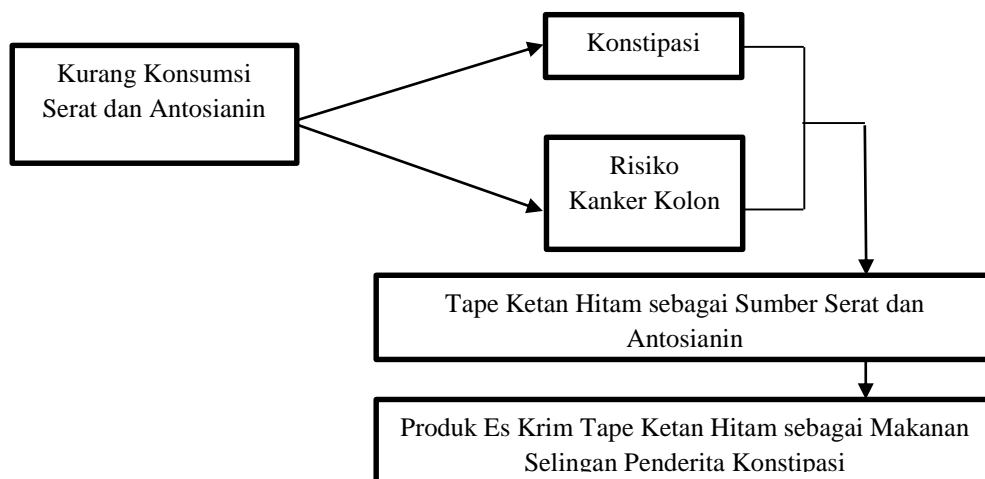 Kurang Konsumsi
Serat dan Antosianin
Konstipasi
Risiko
Kanker Kolon
Tape Ketan Hitam sebagai Sumber Serat dan
Antosianin
Produk Es Krim Tape Ketan Hitam sebagai Makanan
Selingan Penderita Konstipasi